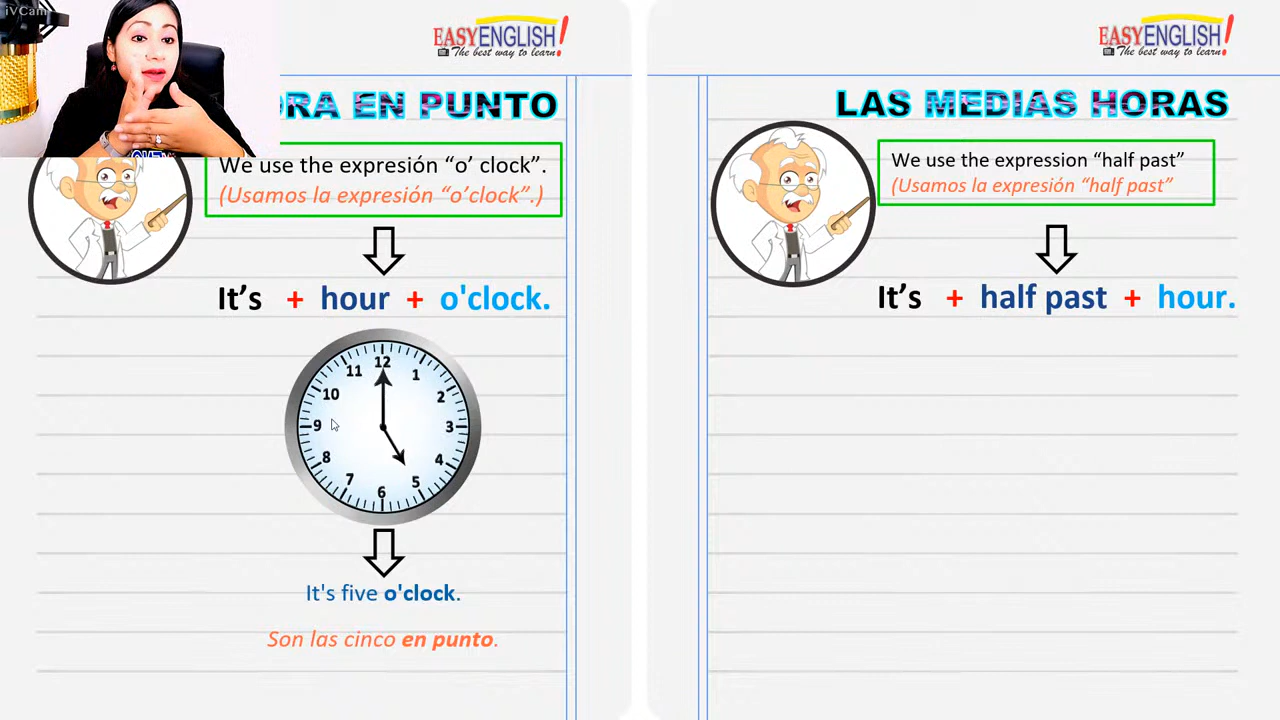 iVCam
EASYENGLISH!
The best way to learn!
ORA EN PUNTO
We use the expresión “o’ clock”.
(Usamos la expresión “o’clock”.)
It’s + hour + o'clock.
12
1
2
3
4
5
6
7
8
9
10
11
It's five o'clock.
Son las cinco en punto.
EASYENGLISH!
The best way to learn!
LAS MEDIAS HORAS
We use the expression “half past”
(Usamos la expresión “half past”
It’s + half past + hour.